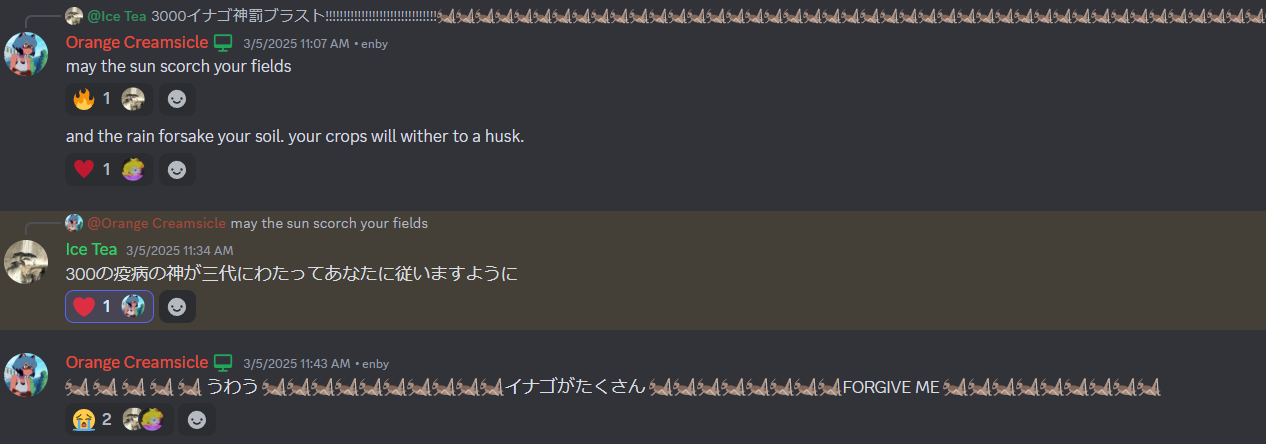 @Ice Tea 3000イナゴ神罰ブラスト!!!!!!!!!!!!!!!!!!!!!!!!!!!!!!!🦗🦗🦗🦗🦗🦗🦗🦗🦗🦗🦗🦗🦗🦗🦗🦗🦗🦗🦗🦗🦗🦗🦗🦗🦗🦗🦗🦗🦗🦗🦗🦗🦗🦗🦗
Orange Creamsicle 3/5/2025 11:07 AM • enby
may the sun scorch your fields
🔥 1
and the rain forsake your soil. your crops will wither to a husk.
❤️ 1
@Orange Creamsicle may the sun scorch your fields
Ice Tea 3/5/2025 11:34 AM
300の疫病の神が三代にわたってあなたに従いますように
❤️ 1
Orange Creamsicle 3/5/2025 11:43 AM • enby
🦗🦗🦗🦗🦗 うわう 🦗🦗🦗🦗🦗🦗🦗🦗🦗🦗イナゴがたくさん 🦗🦗🦗🦗🦗🦗🦗🦗FORGIVE ME 🦗🦗🦗🦗🦗🦗🦗🦗🦗
😭 2